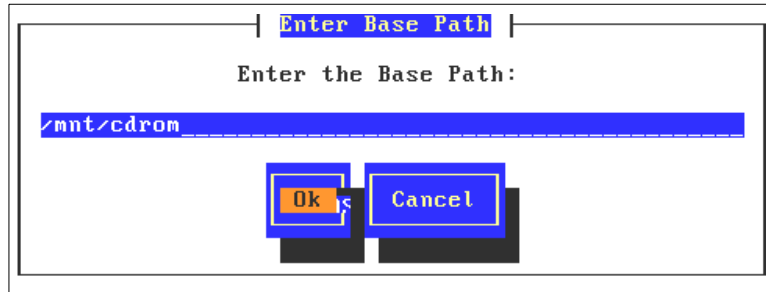 Enter Base Path
Enter the Base Path:
/mnt/cdrom
Ok Cancel